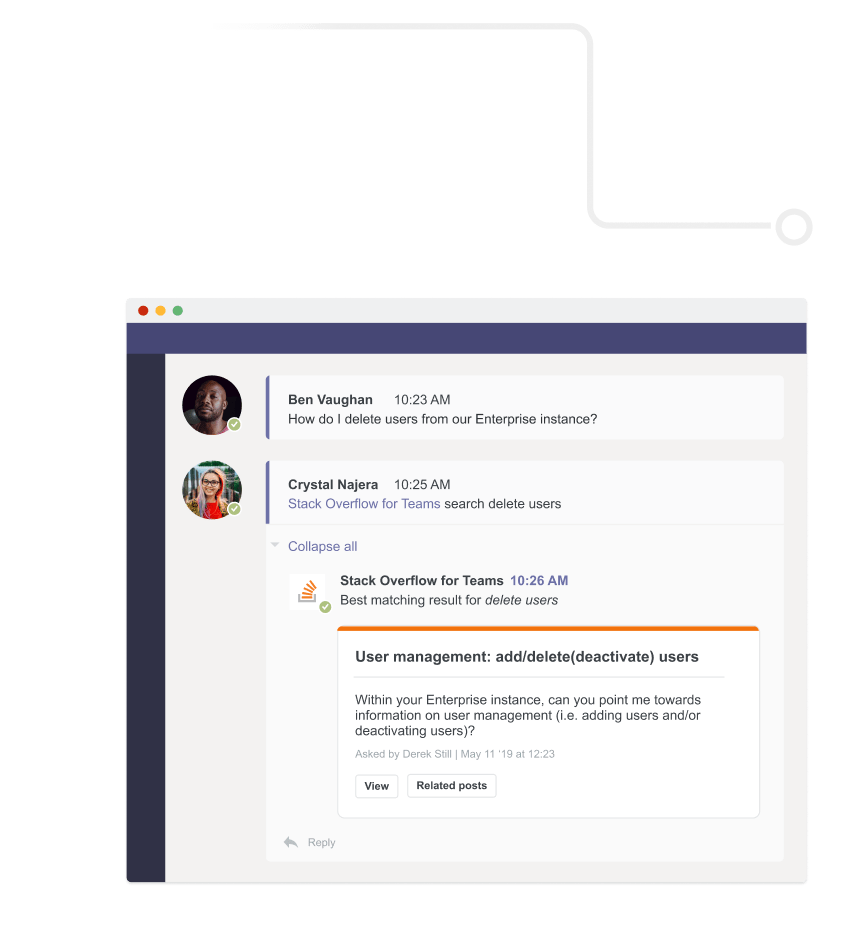 Ben Vaughan 10:23 AM
How do I delete users from our Enterprise instance?
Crystal Najera 10:25 AM
Stack Overflow for Teams search delete users
Collapse all
Stack Overflow for Teams 10:26 AM
Best matching result for delete users
User management: add/delete(deactivate) users
Within your Enterprise instance, can you point me towards
information on user management (i.e. adding users and/or
deactivating users)?
Asked by Derek Still | May 11 '19 at 12:23
View Related posts
Reply